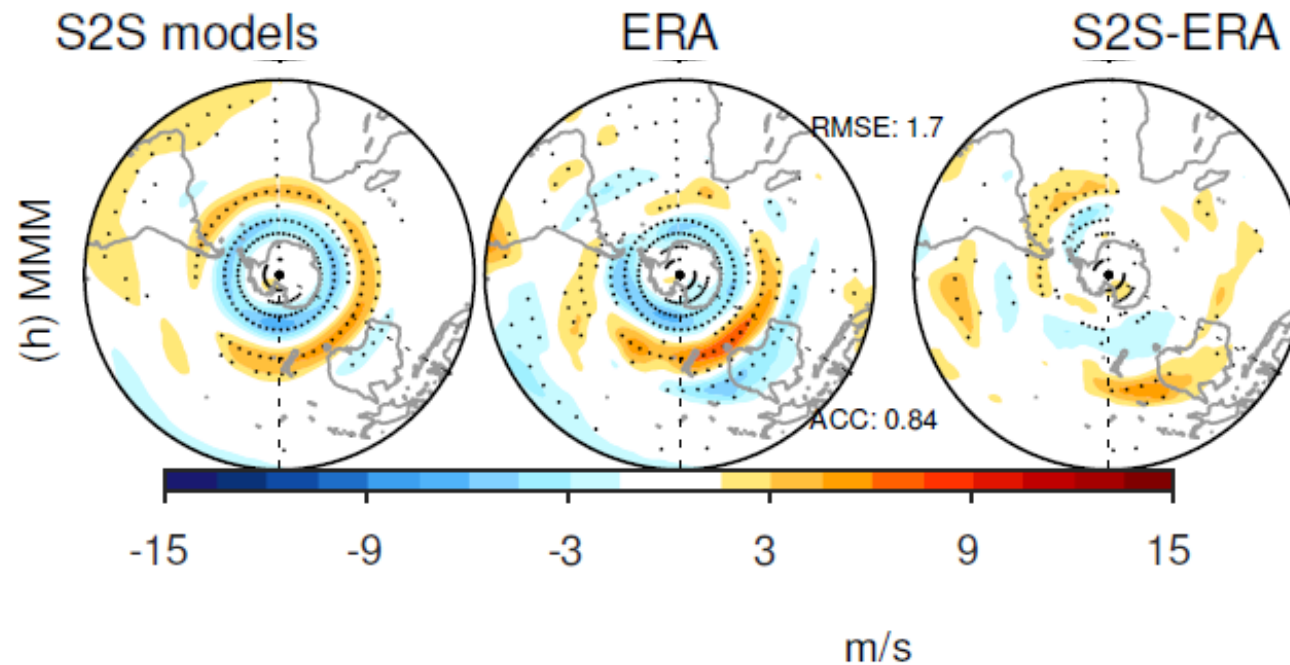 S2S models
ERA
S2S-ERA
(h) MMM
RMSE: 1.7
ACC: 0.84
-15
-9
-3
3
9
15
m/s